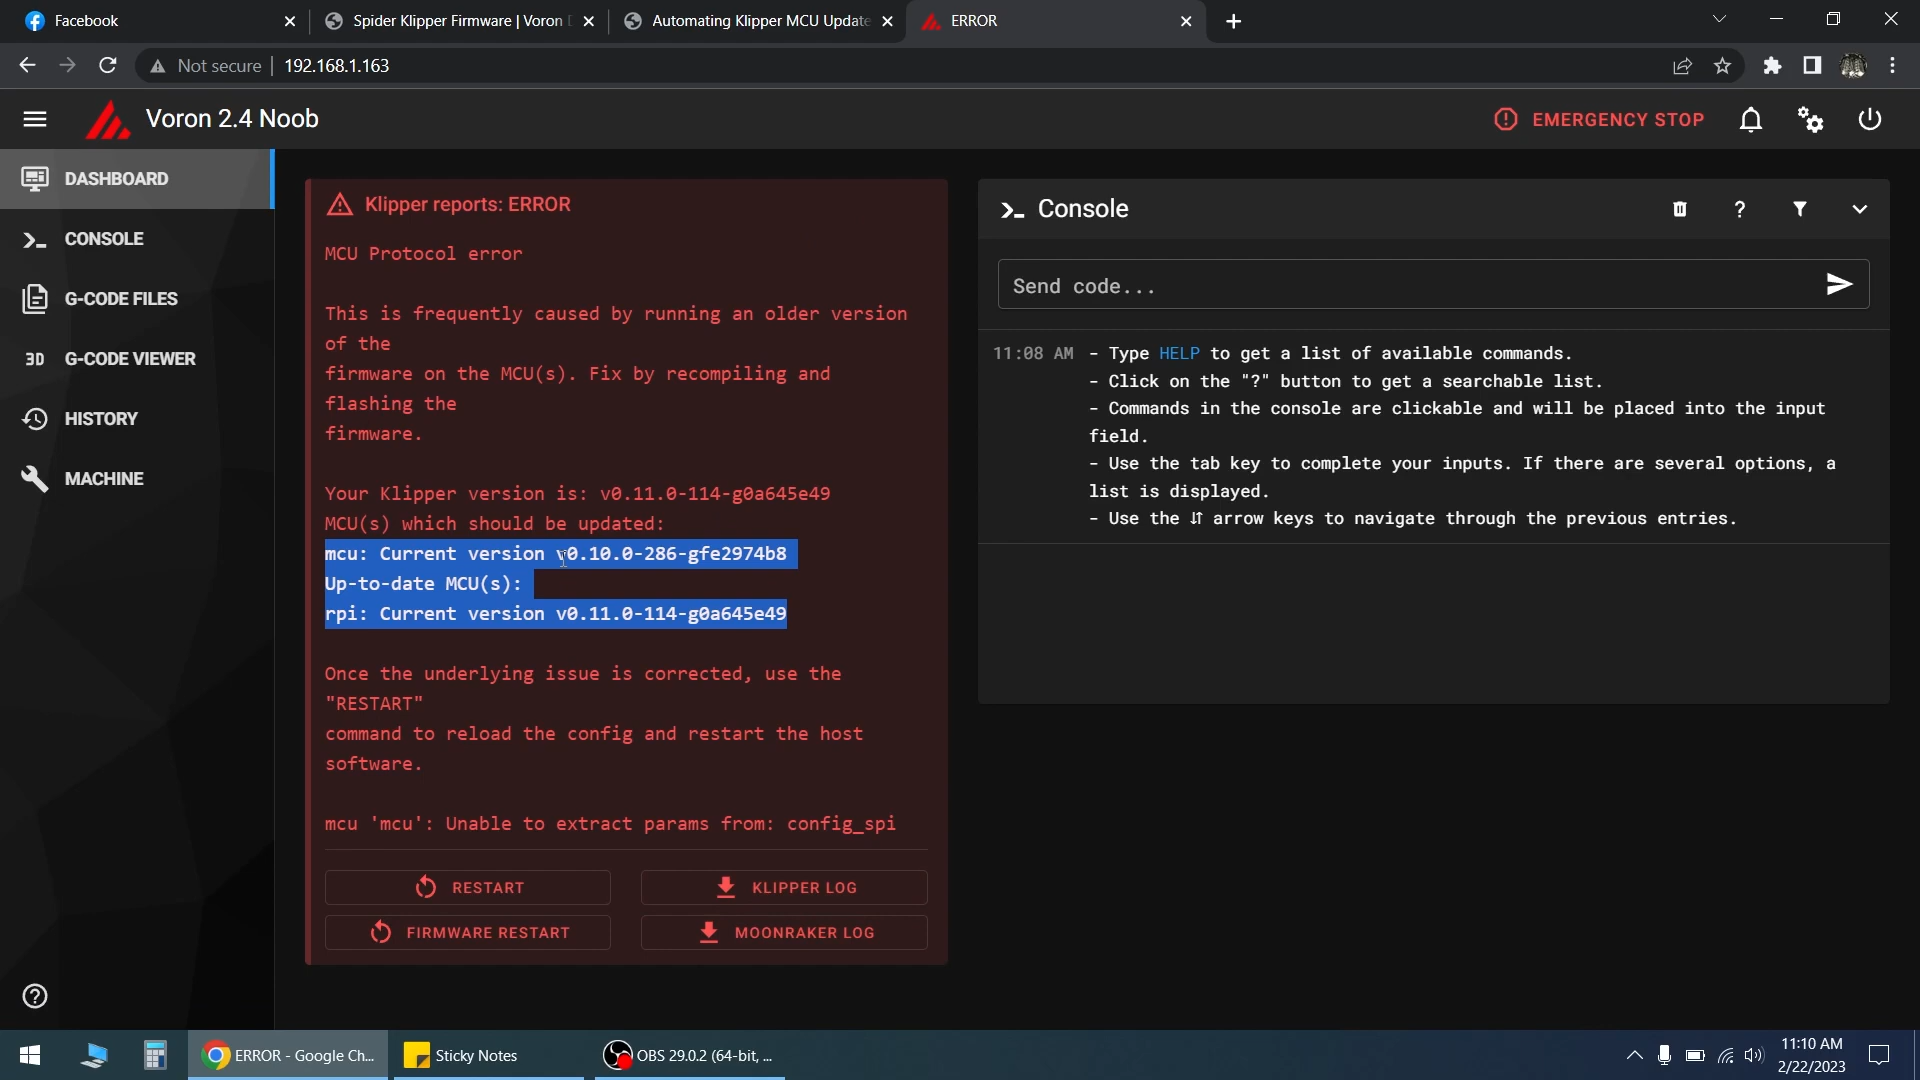 Facebook
Spider Klipper Firmware | Voron D
Automating Klipper MCU Update
ERROR
Not secure
192.168.1.163
Voron 2.4 Noob
EMERGENCY STOP
DASHBOARD
CONSOLE
G-CODE FILES
3D G-CODE VIEWER
HISTORY
MACHINE
Klipper reports: ERROR
MCU Protocol error
This is frequently caused by running an older version
of the
firmware on the MCU(s). Fix by recompiling and
flashing the
firmware.
Your Klipper version is: v0.11.0-114-g0a645e49
MCU(s) which should be updated:
mcu: Current version v0.10.0-286-gfe2974b8
Up-to-date MCU(s):
rpi: Current version v0.11.0-114-g0a645e49
Once the underlying issue is corrected, use the
"RESTART"
command to reload the config and restart the host
software.
mcu 'mcu': Unable to extract params from: config_spi
RESTART
KLIPPER LOG
FIRMWARE RESTART
MOONRAKER LOG
Console
?
Send code...
11:08 AM - Type HELP to get a list of available commands.
- Click on the "?" button to get a searchable list.
- Commands in the console are clickable and will be placed into the input
field.
- Use the tab key to complete your inputs. If there are several options, a
list is displayed.
- Use the ⇵ arrow keys to navigate through the previous entries.
ERROR - Google Ch...
Sticky Notes
OBS 29.0.2 (64-bit, ...
11:10 AM
2/22/2023